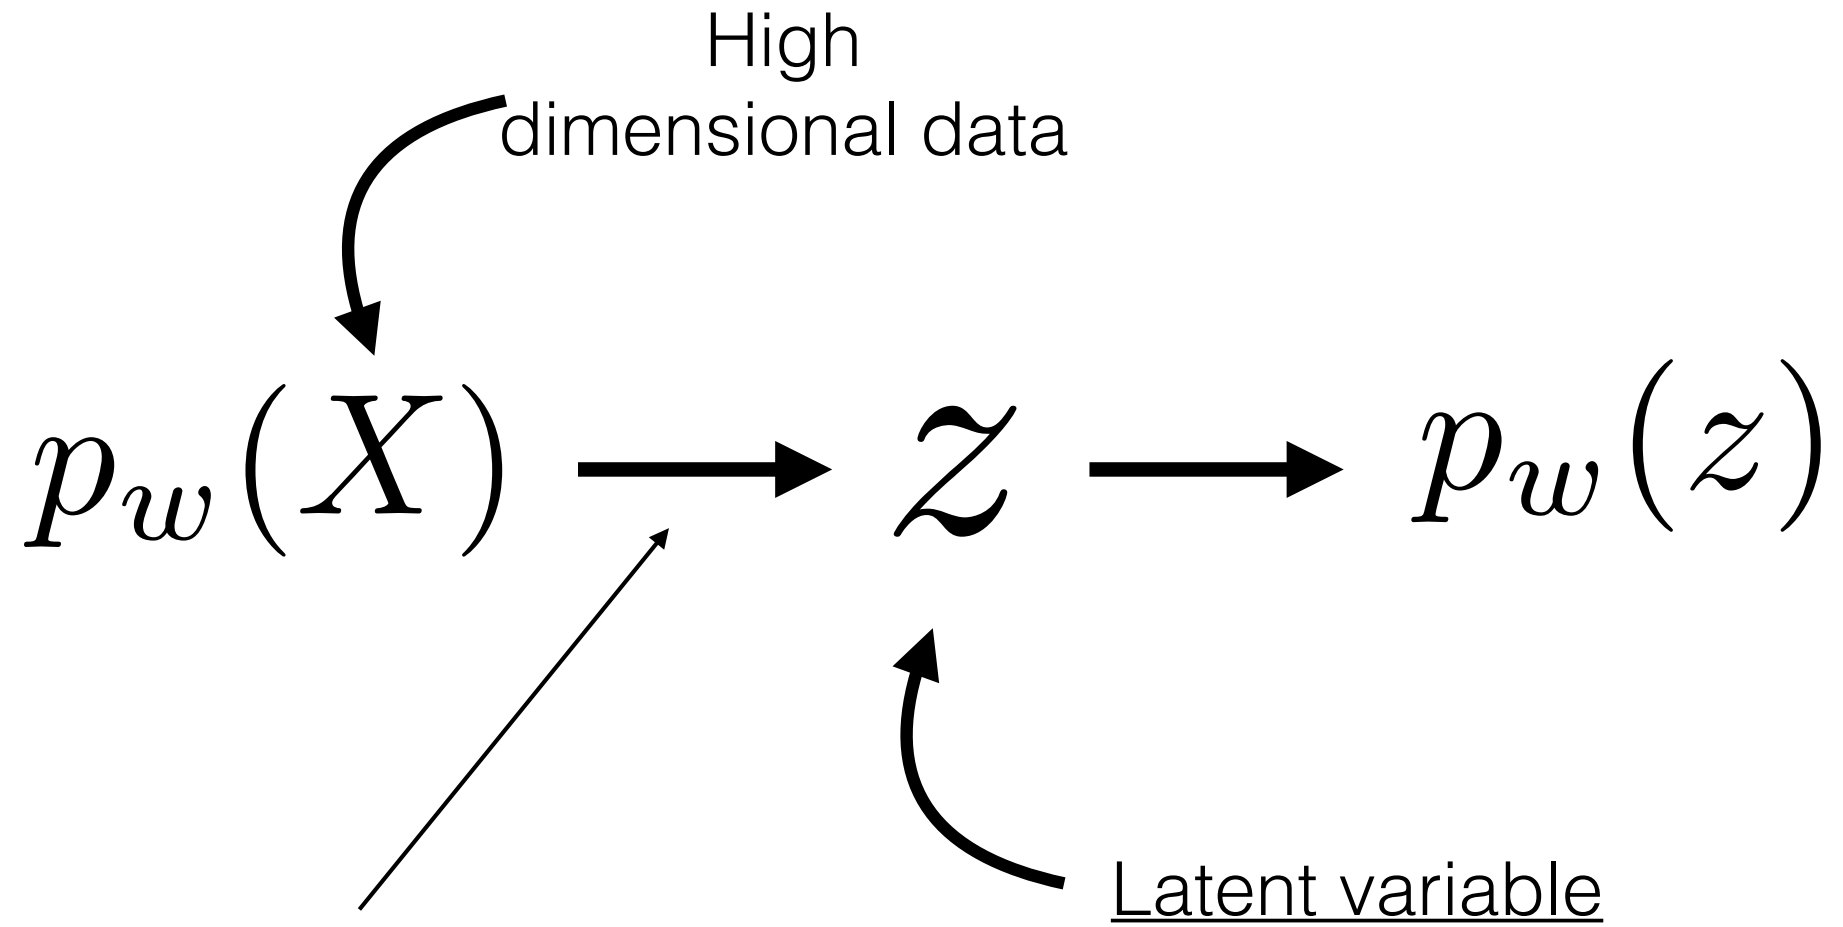 High
dimensional data
p_w(X) → z → p_w(z)
Latent variable